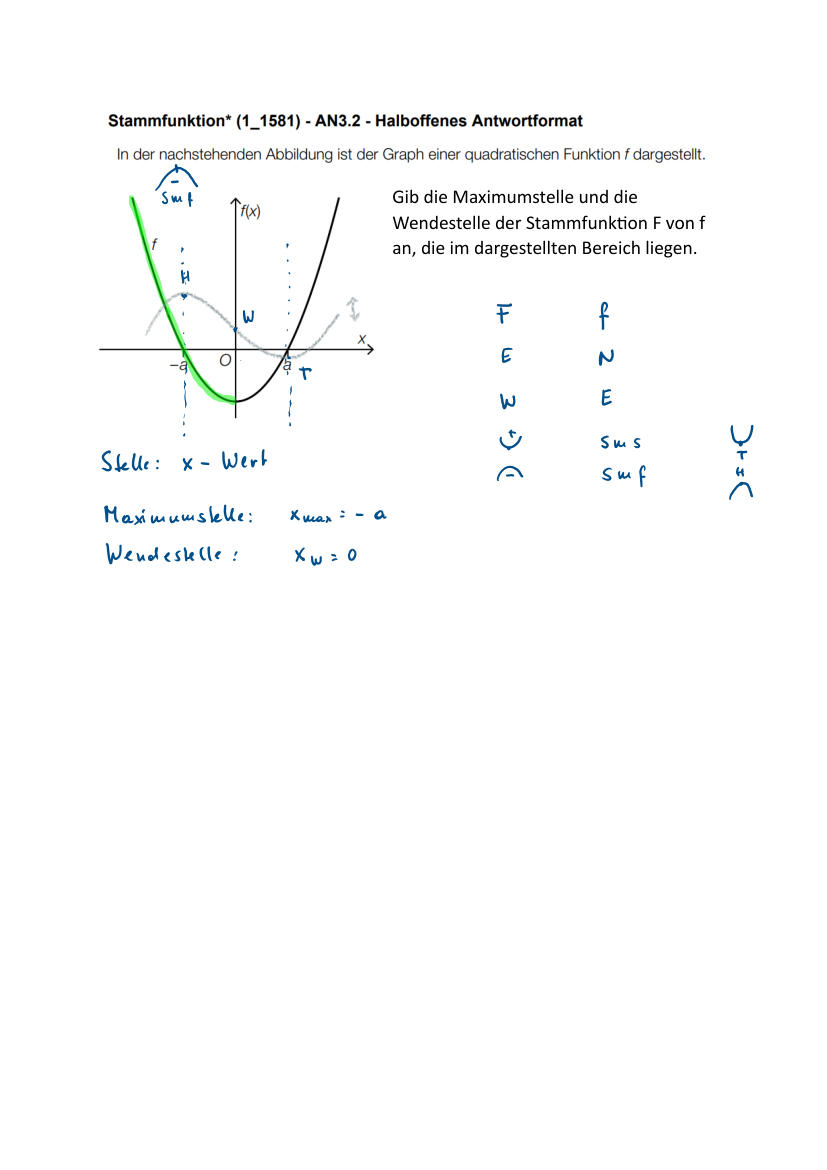 Stammfunktion* (1_1581) - AN3.2 - Halboffenes Antwortformat
In der nachstehenden Abbildung ist der Graph einer quadratischen Funktion f dargestellt.
smf
f(x)
f
H
W
x
-a
O
a
T
Gib die Maximumstelle und die
Wendestelle der Stammfunktion F von f
an, die im dargestellten Bereich liegen.
F f
E N
W E
+ sms
- smf
T
H
Stelle: x - Wert
Maximumstelle: xmax = - a
Wendestelle: xw = 0